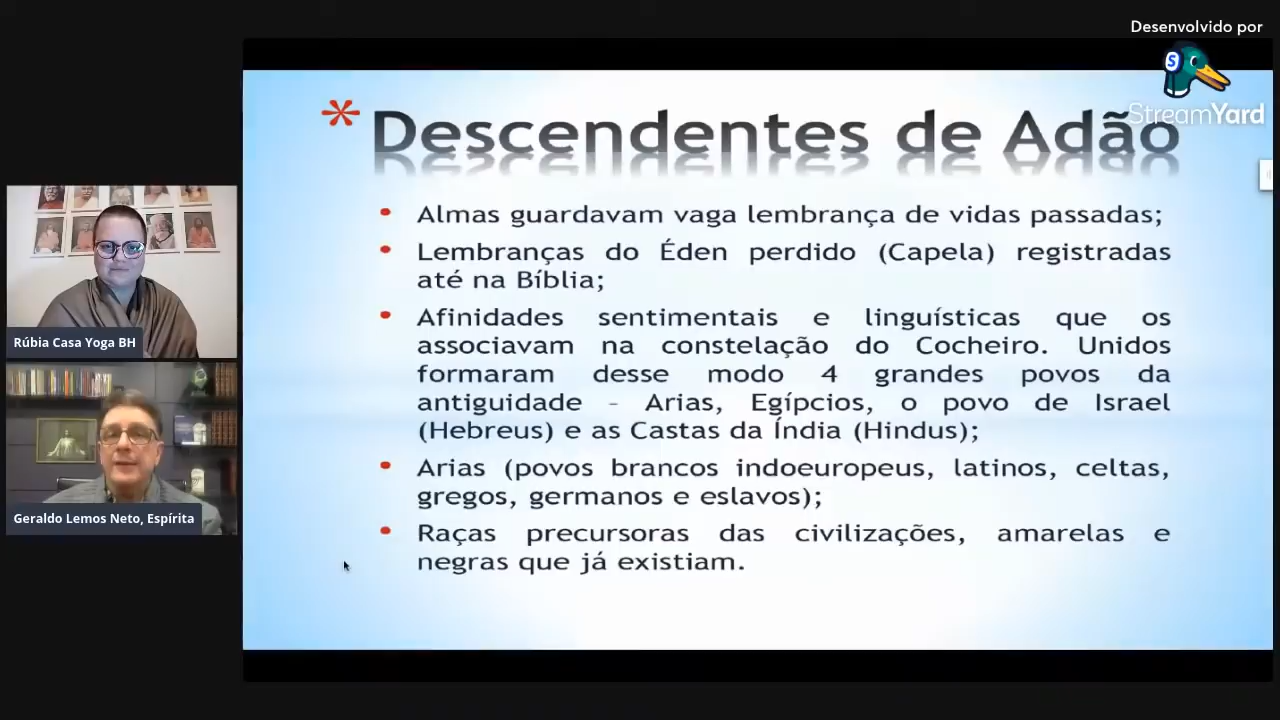 Desenvolvido por
StreamYard
* Descendentes de Adão
• Almas guardavam vaga lembrança de vidas passadas;
• Lembranças do Éden perdido (Capela) registradas
até na Bíblia;
• Afinidades sentimentais e linguísticas que os
associavam na constelação do Cocheiro. Unidos
formaram desse modo 4 grandes povos da
antiguidade – Arias, Egípcios, o povo de Israel
(Hebreus) e as Castas da Índia (Hindus);
• Arias (povos brancos indoeuropeus, latinos, celtas,
gregos, germanos e eslavos);
• Raças precursoras das civilizações, amarelas e
negras que já existiam.
Rúbia Casa Yoga BH
Geraldo Lemos Neto, Espírita